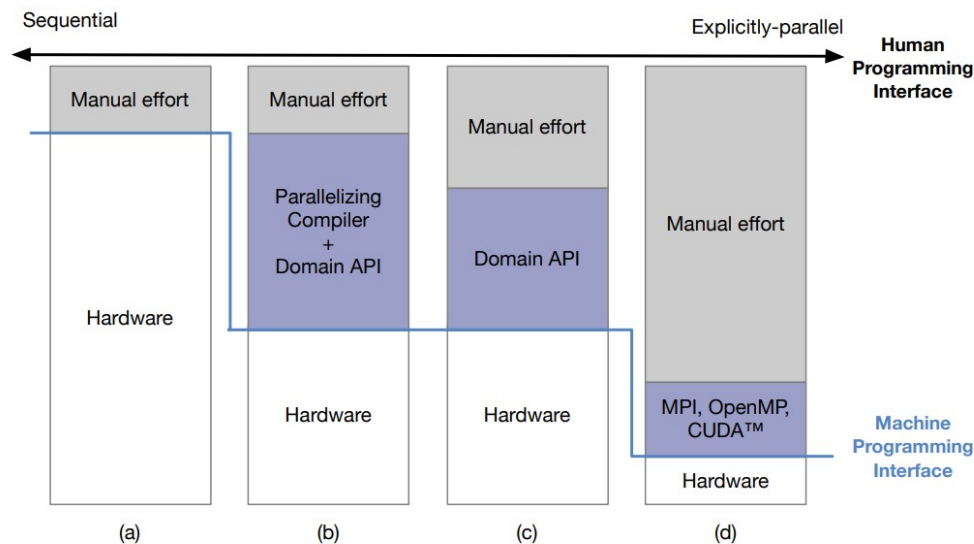 Sequential
Explicitly-parallel
Human
Programming
Interface
Manual effort
Hardware
(a)
Manual effort
Parallelizing
Compiler
+
Domain API
Hardware
(b)
Manual effort
Domain API
Hardware
(c)
Manual effort
MPI, OpenMP,
CUDA™
Hardware
(d)
Machine
Programming
Interface